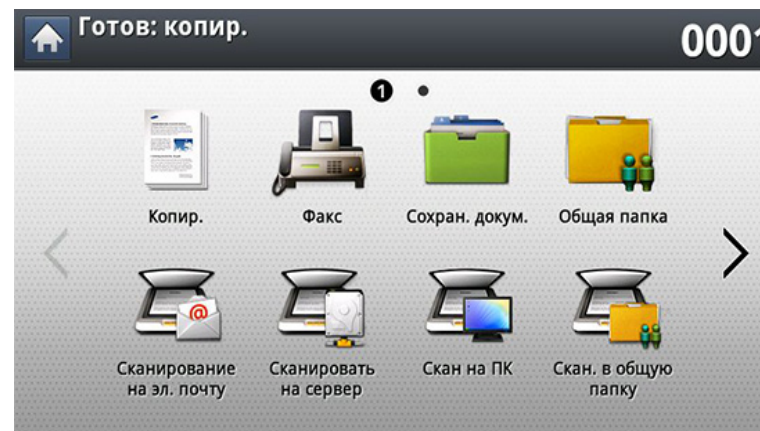 Готов: копир.
0001
1
Копир.
Факс
Сохран. докум.
Общая папка
Сканирование
на эл. почту
Сканировать
на сервер
Скан на ПК
Скан. в общую
папку